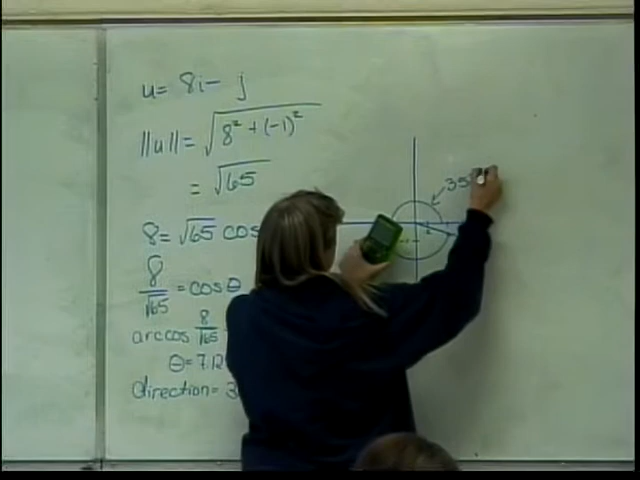 u= 8i- j
||u||= √8² + (-1)²
= √65
8= √65 cos
8/√65 = cos θ
arccos 8/√65
θ= 7.12
direction= 3
35